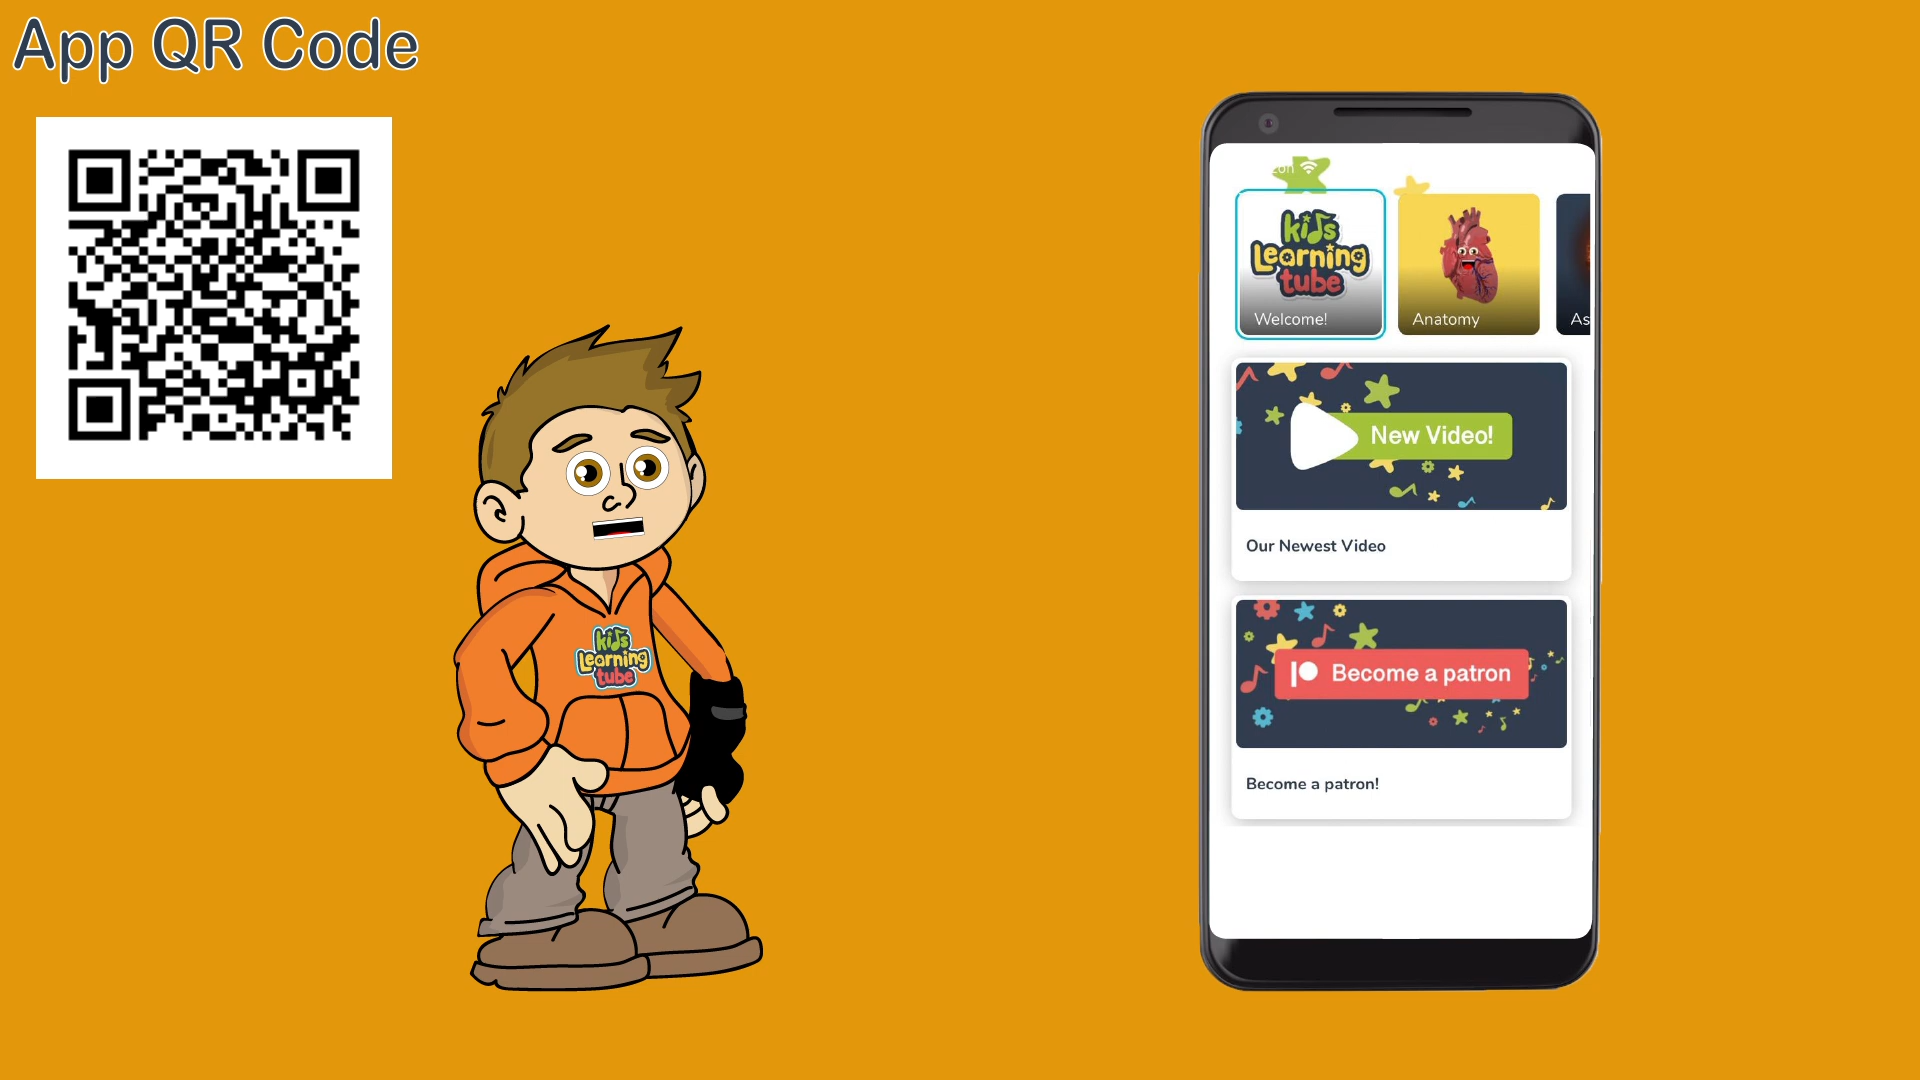 App QR Code
kids
Learning
tube
Welcome!
Anatomy
As
New Video!
Our Newest Video
Become a patron
Become a patron!
kids
Learning
tube